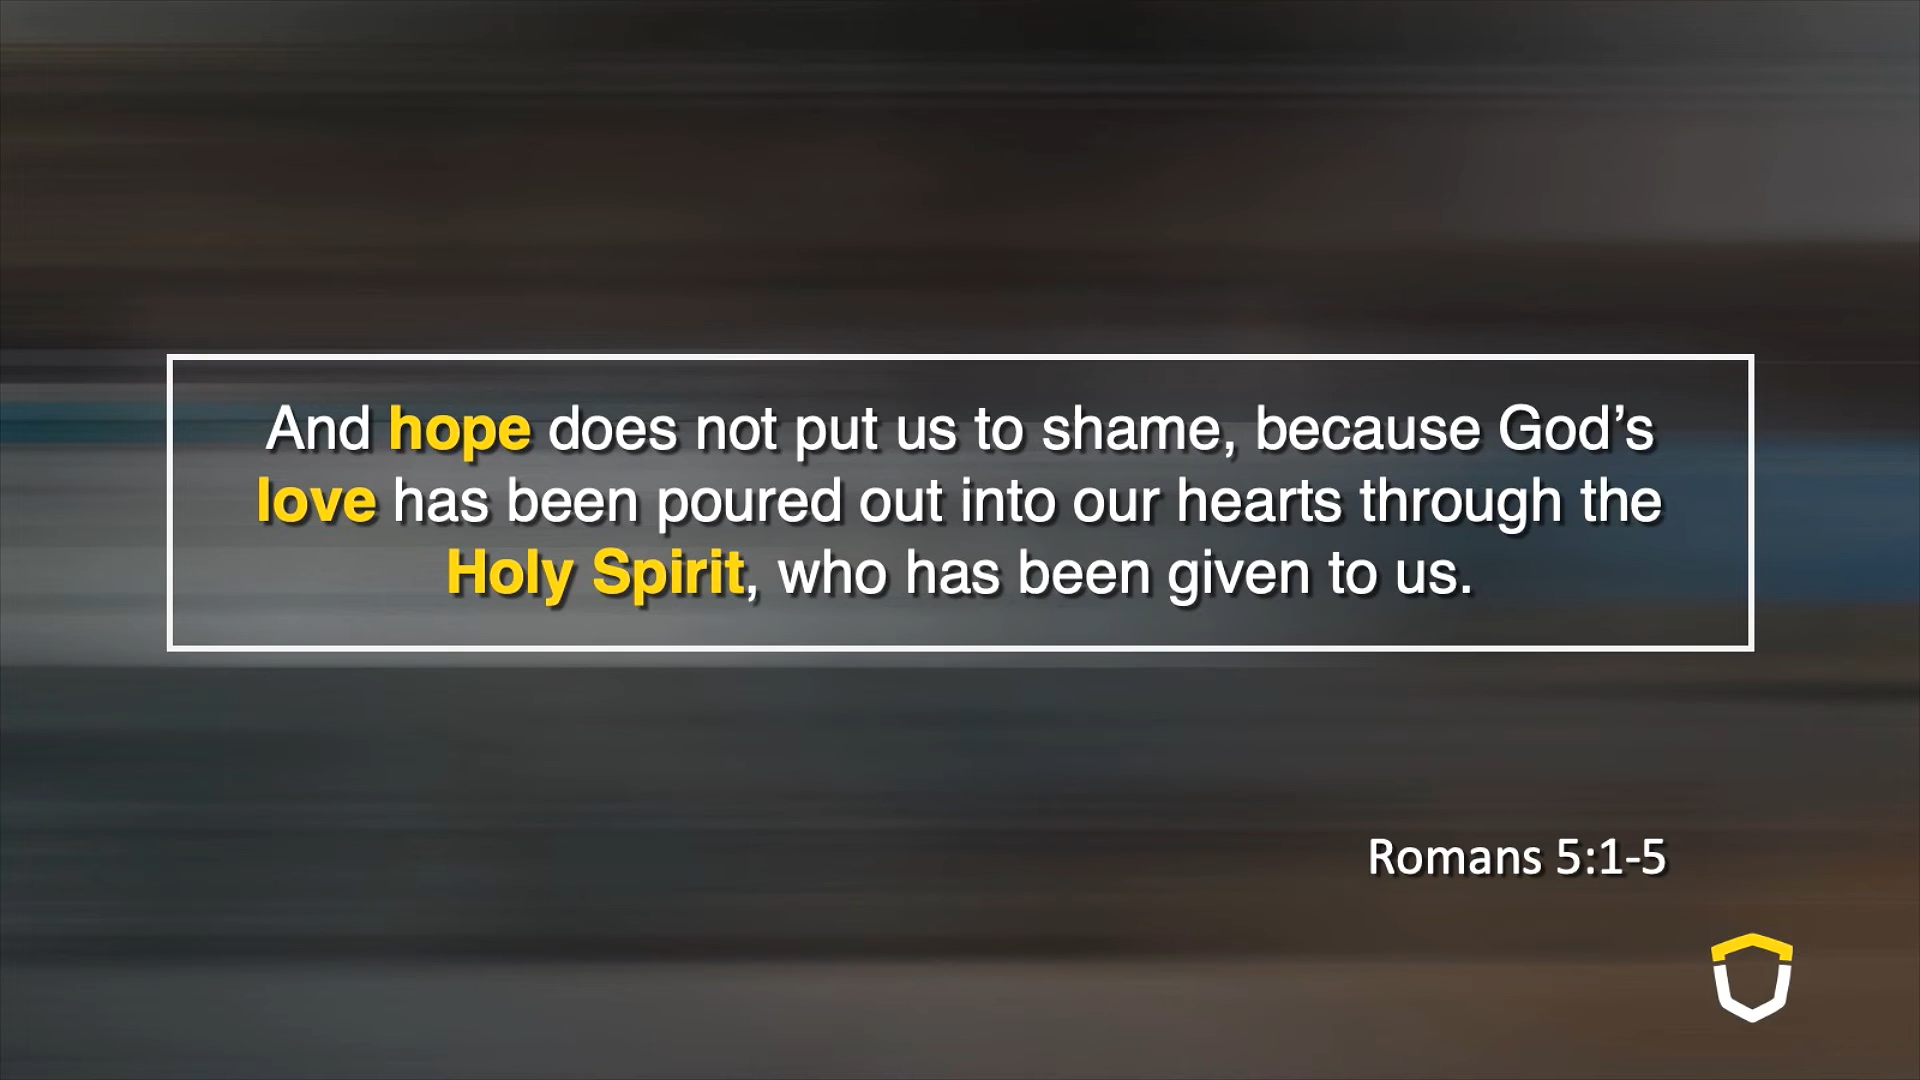 And hope does not put us to shame, because God’s
love has been poured out into our hearts through the
Holy Spirit, who has been given to us.
Romans 5:1-5